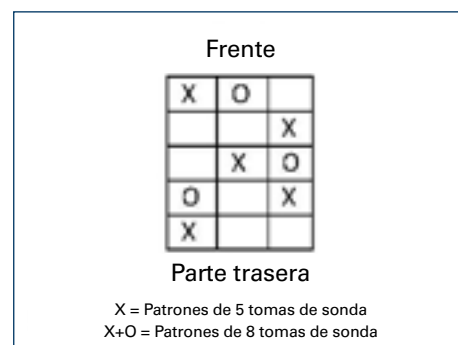 Frente
X O
X
X O
O X
X
Parte trasera
X = Patrones de 5 tomas de sonda
X+O = Patrones de 8 tomas de sonda